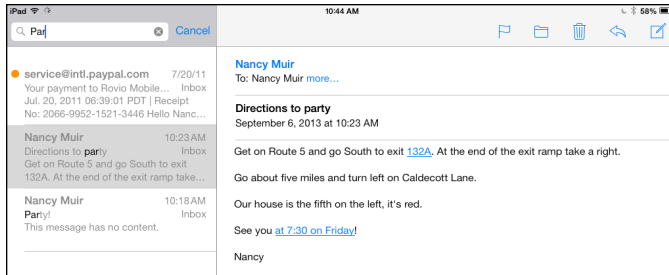 iPad 10:44 AM 58%
Par Cancel
service@intl.paypal.com 7/20/11
Your payment to Rovio Mobile... Inbox
Jul. 20, 2011 06:39:01 PDT | Receipt
No: 2066-9952-1521-3446 Hello Nanc...
Nancy Muir 10:23 AM
Directions to party Inbox
Get on Route 5 and go South to exit
132A. At the end of the exit ramp take...
Nancy Muir 10:18 AM
Party! Inbox
This message has no content.
Nancy Muir
To: Nancy Muir more...
Directions to party
September 6, 2013 at 10:23 AM
Get on Route 5 and go South to exit 132A. At the end of the exit ramp take a right.
Go about five miles and turn left on Caldecott Lane.
Our house is the fifth on the left, it's red.
See you at 7:30 on Friday!
Nancy